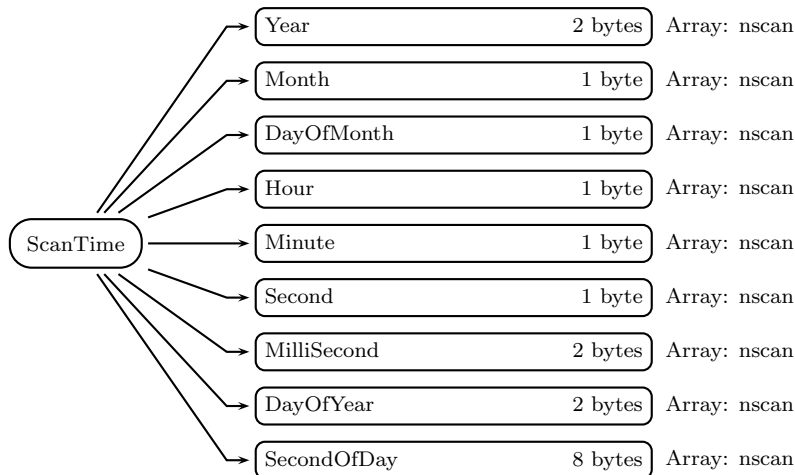 Year 2 bytes Array: nscan
Month 1 byte Array: nscan
DayOfMonth 1 byte Array: nscan
Hour 1 byte Array: nscan
ScanTime
Minute 1 byte Array: nscan
Second 1 byte Array: nscan
MilliSecond 2 bytes Array: nscan
DayOfYear 2 bytes Array: nscan
SecondOfDay 8 bytes Array: nscan